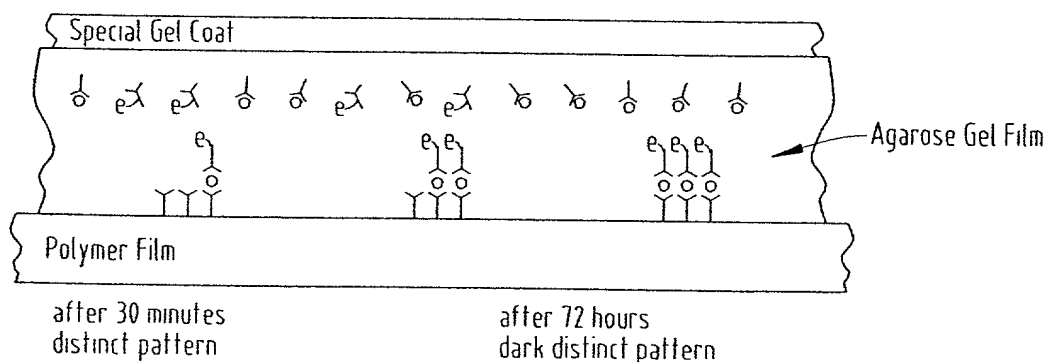 Special Gel Coat
e e e e
e e e e e e
Agarose Gel Film
Polymer Film
after 30 minutes
distinct pattern
after 72 hours
dark distinct pattern